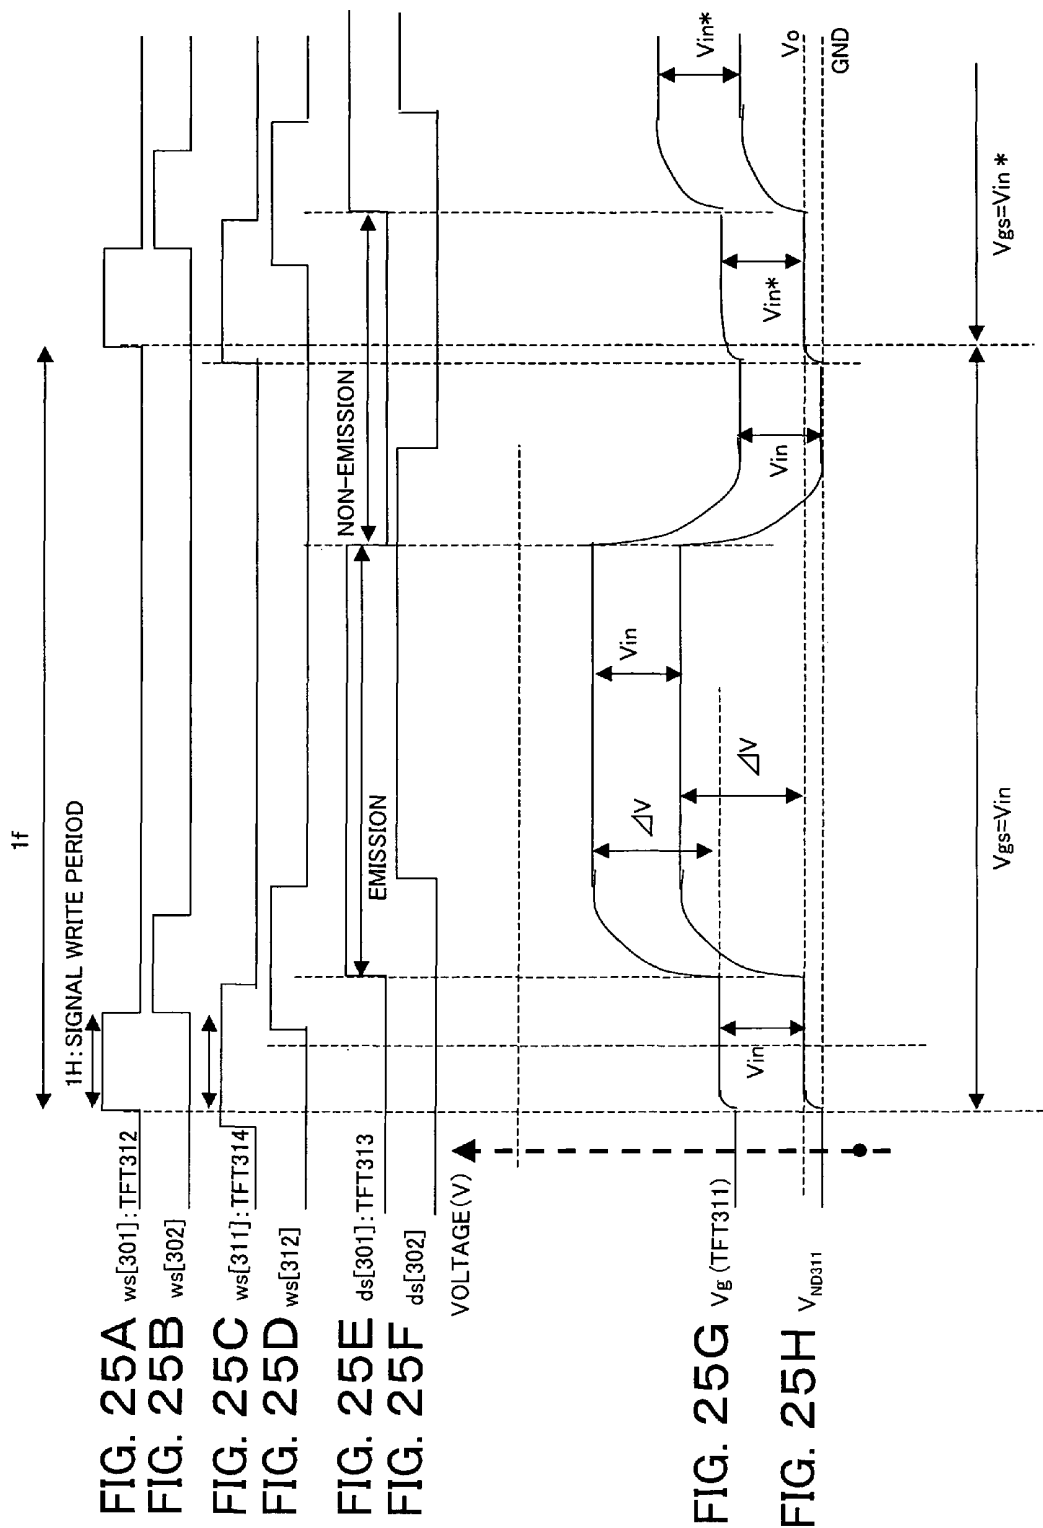 1f
1H:SIGNAL WRITE PERIOD
FIG. 25A ws[301]:TFT312
FIG. 25B ws[302]
FIG. 25C ws[311]:TFT314
FIG. 25D ws[312]
EMISSION
NON-EMISSION
FIG. 25E ds[301]:TFT313
FIG. 25F ds[302]
VOLTAGE(V)
ΔV
Vin
Vin*
FIG. 25G Vg (TFT311)
Vin
ΔV
Vin
Vin*
Vo
FIG. 25H VND311
GND
Vgs=Vin
Vgs=Vin*